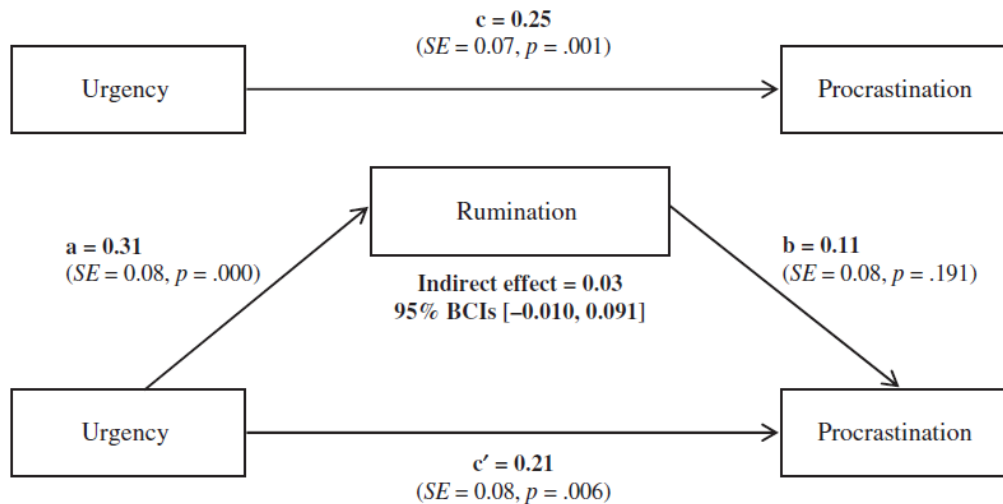 c = 0.25
(SE = 0.07, p = .001)
Urgency
Procrastination
Rumination
a = 0.31
(SE = 0.08, p = .000)
b = 0.11
(SE = 0.08, p = .191)
Indirect effect = 0.03
95% BCIs [–0.010, 0.091]
Urgency
Procrastination
c′ = 0.21
(SE = 0.08, p = .006)